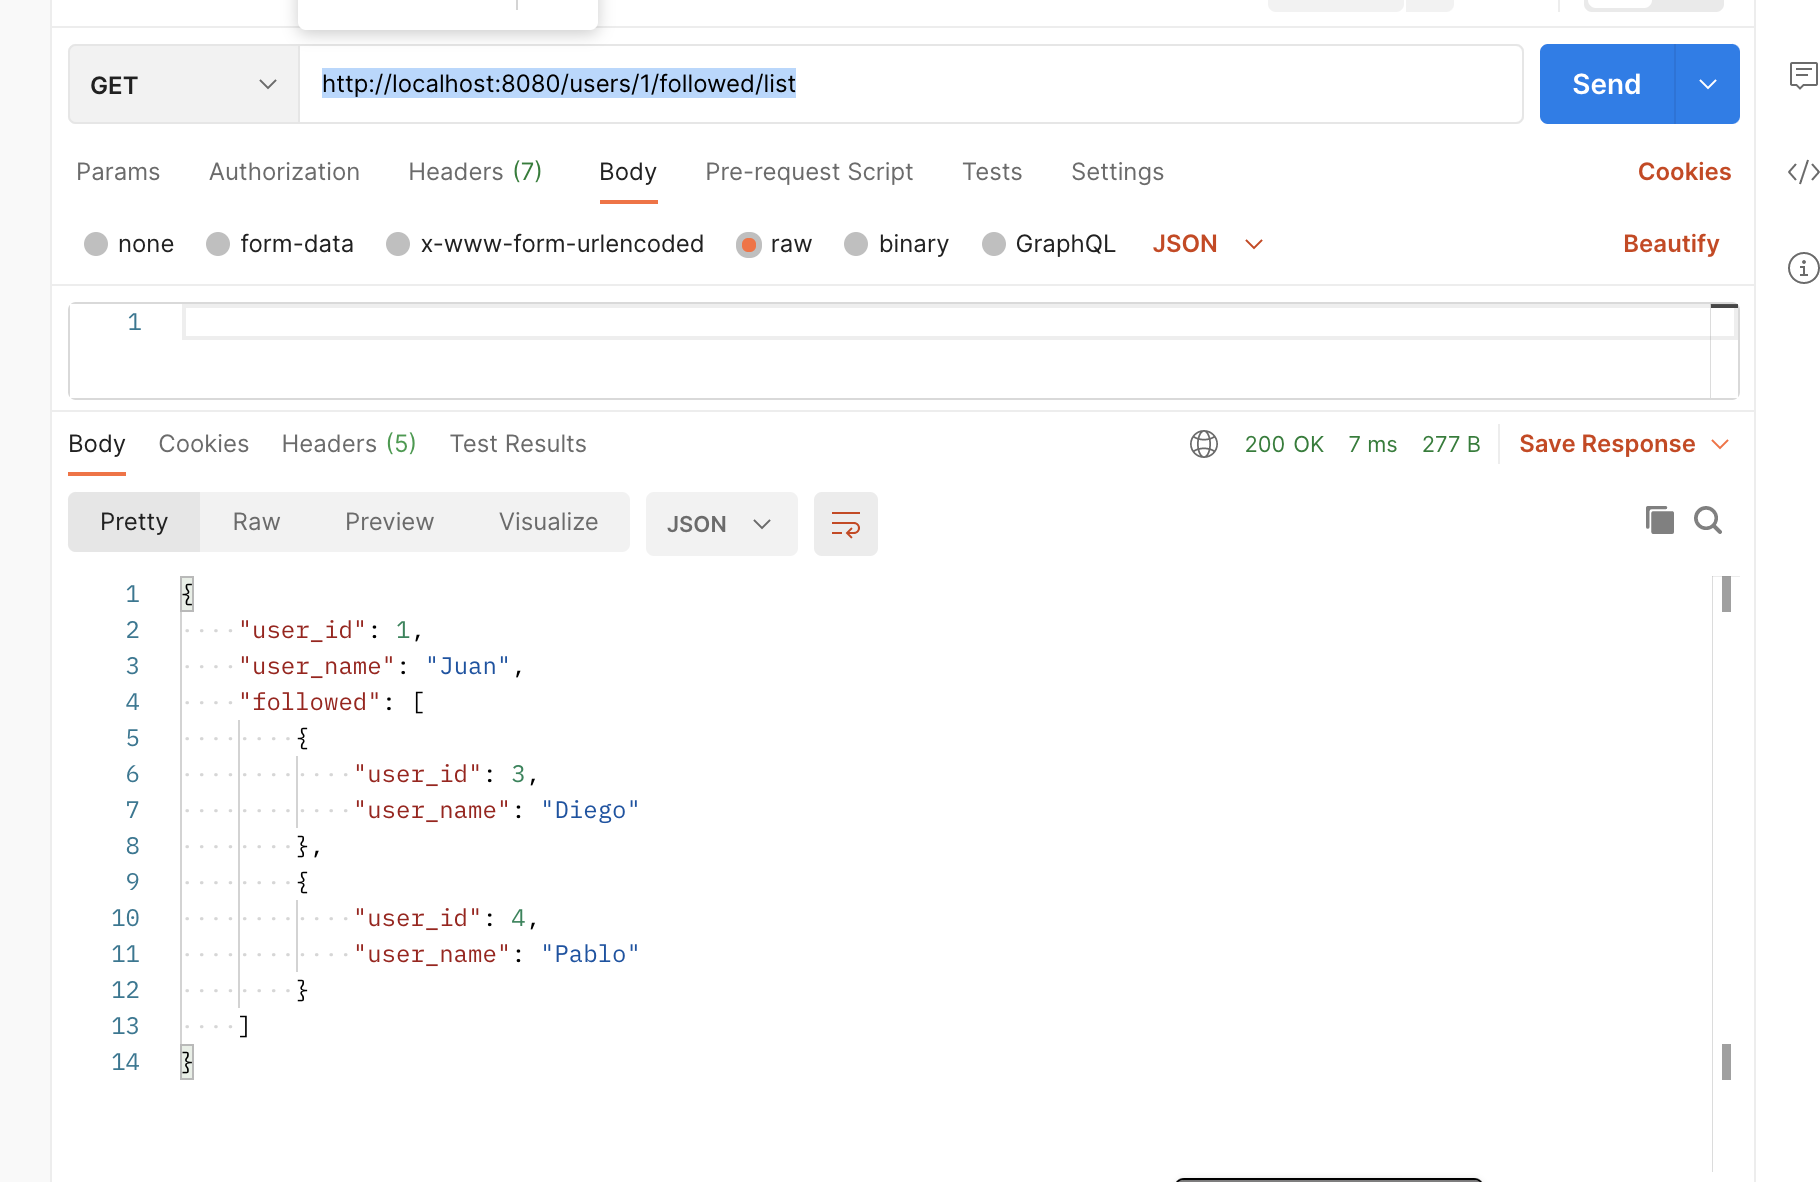 GET http://localhost:8080/users/1/followed/list Send
Params Authorization Headers (7) Body Pre-request Script Tests Settings Cookies
none form-data x-www-form-urlencoded raw binary GraphQL JSON Beautify
1
Body Cookies Headers (5) Test Results 200 OK 7 ms 277 B Save Response
Pretty Raw Preview Visualize JSON
1 {
2 "user_id": 1,
3 "user_name": "Juan",
4 "followed": [
5 {
6 "user_id": 3,
7 "user_name": "Diego"
8 },
9 {
10 "user_id": 4,
11 "user_name": "Pablo"
12 }
13 ]
14 }